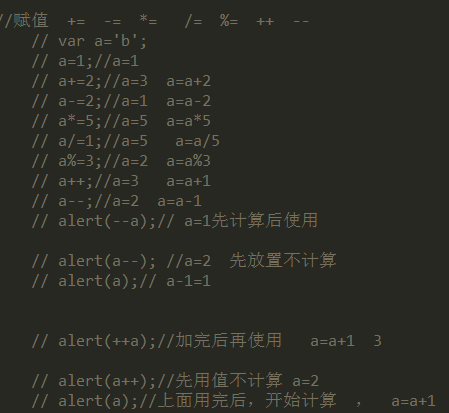 //赋值  +=  -=  *=   /=  %=  ++  --
// var a='b';
// a=1;//a=1
// a+=2;//a=3  a=a+2
// a-=2;//a=1  a=a-2
// a*=5;//a=5  a=a*5
// a/=1;//a=5   a=a/5
// a%=3;//a=2  a=a%3
// a++;//a=3   a=a+1
// a--;//a=2  a=a-1
// alert(--a);// a=1先计算后使用
// alert(a--); //a=2  先放置不计算
// alert(a);// a-1=1
// alert(++a);//加完后再使用   a=a+1  3
// alert(a++);//先用值不计算 a=2
// alert(a);//上面用完后，开始计算  ，  a=a+1